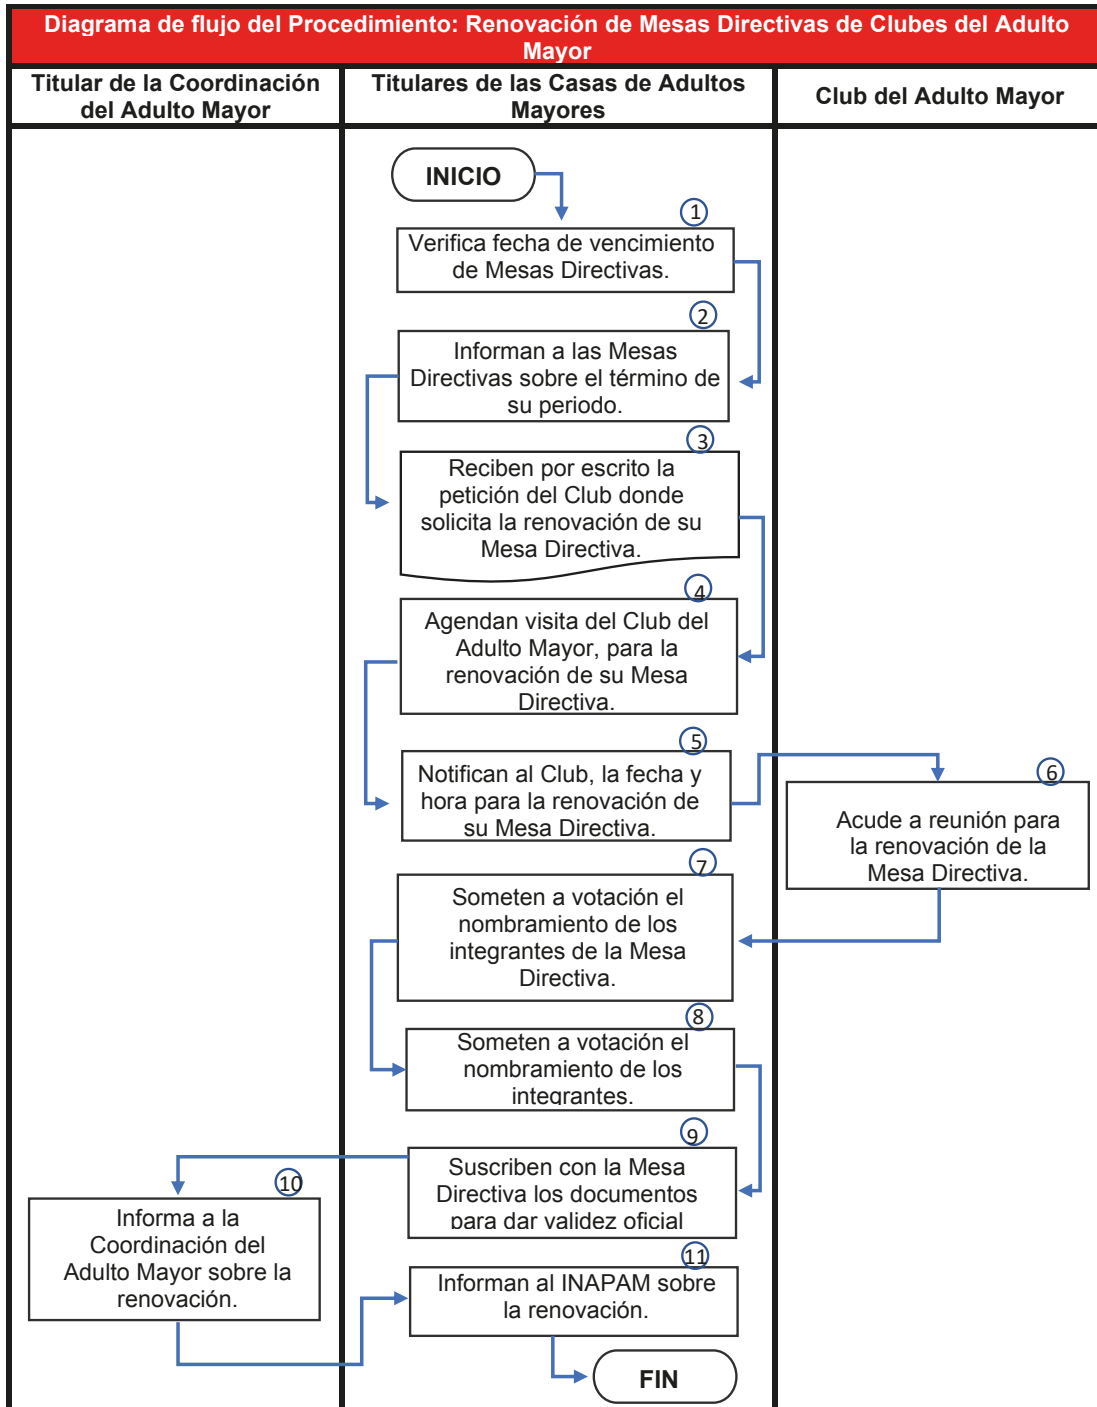 Diagrama de flujo del Procedimiento: Renovación de Mesas Directivas de Clubes del Adulto
Mayor
Titular de la Coordinación
del Adulto Mayor
Titulares de las Casas de Adultos
Mayores
Club del Adulto Mayor
INICIO
1
Verifica fecha de vencimiento
de Mesas Directivas.
2
Informan a las Mesas
Directivas sobre el término de
su periodo.
3
Reciben por escrito la
petición del Club donde
solicita la renovación de su
Mesa Directiva.
4
Agendan visita del Club del
Adulto Mayor, para la
renovación de su Mesa
Directiva.
5
Notifican al Club, la fecha y
hora para la renovación de
su Mesa Directiva.
6
Acude a reunión para
la renovación de la
Mesa Directiva.
7
Someten a votación el
nombramiento de los
integrantes de la Mesa
Directiva.
8
Someten a votación el
nombramiento de los
integrantes.
9
Suscriben con la Mesa
Directiva los documentos
para dar validez oficial
10
Informa a la
Coordinación del
Adulto Mayor sobre la
renovación.
11
Informan al INAPAM sobre
la renovación.
FIN